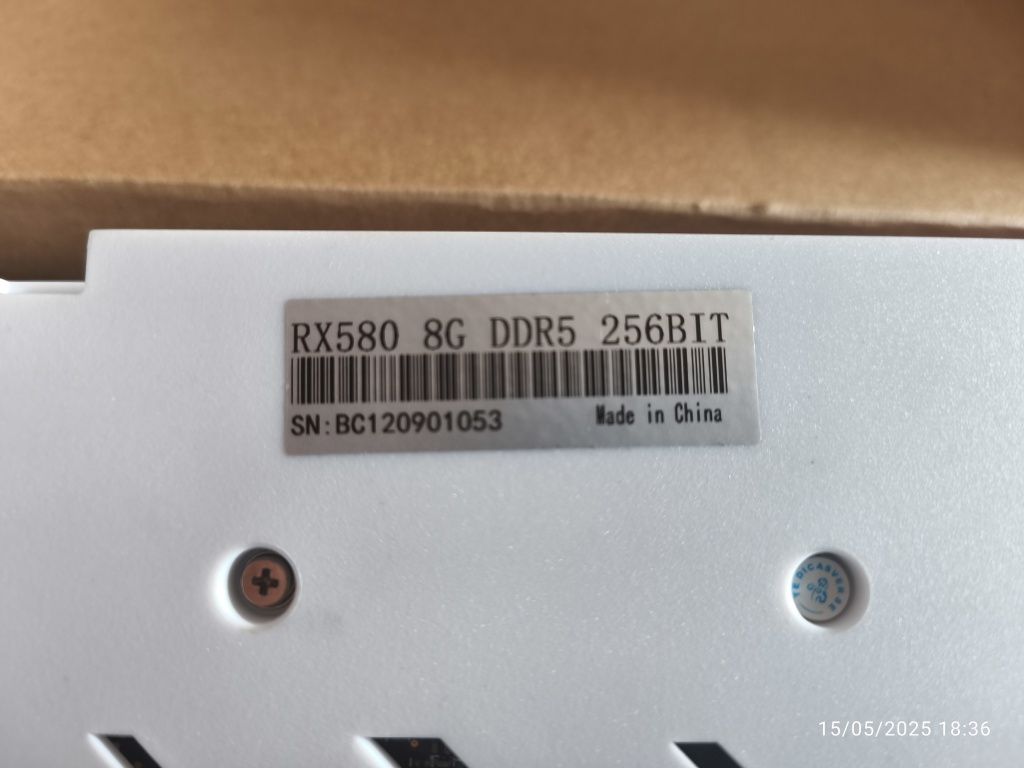 RX580 8G DDR5 256BIT
SN:BC120901053
Made in China
15/05/2025 18:36